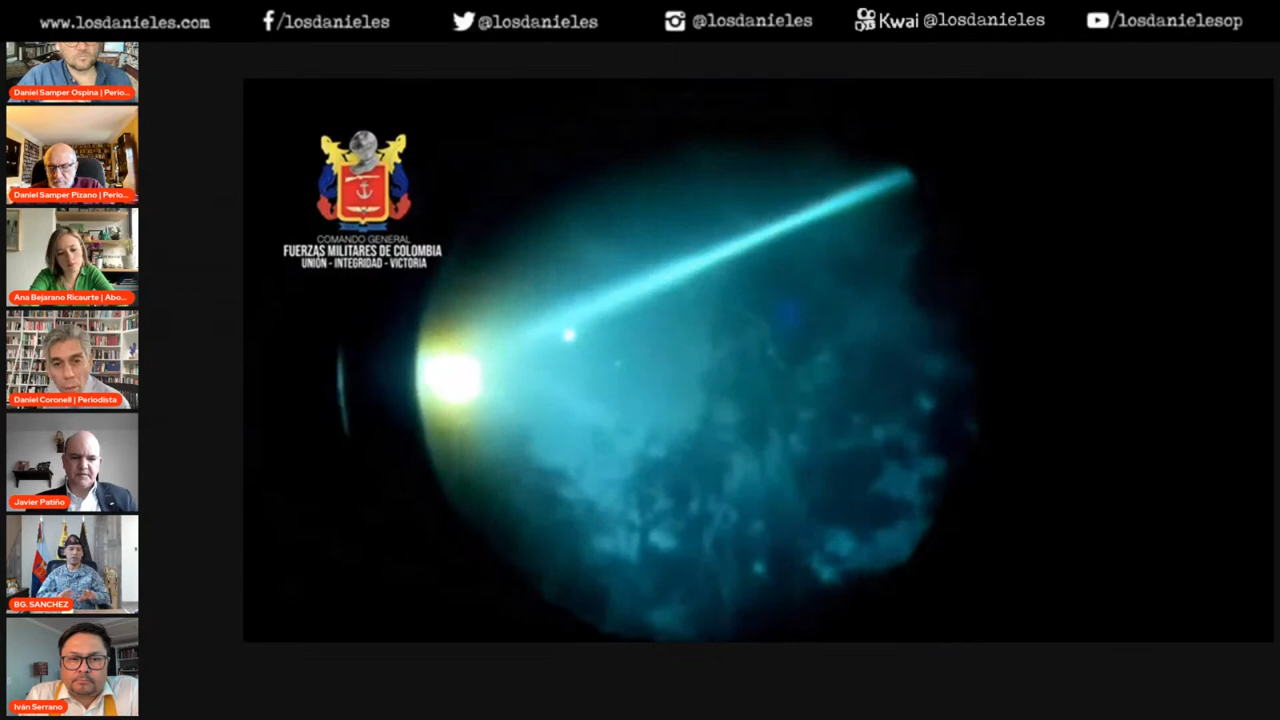 www.losdanieles.com
/losdanieles
@losdanieles
@losdanieles
Kwai @losdanieles
/losdanielesop
Daniel Samper Ospina | Perio...
Daniel Samper Pizano | Perio...
Ana Bejarano Ricaurte | Abo...
Daniel Coronell | Periodista
Javier Patiño
BG. SANCHEZ
Iván Serrano
COMANDO GENERAL
FUERZAS MILITARES DE COLOMBIA
UNIÓN - INTEGRIDAD - VICTORIA